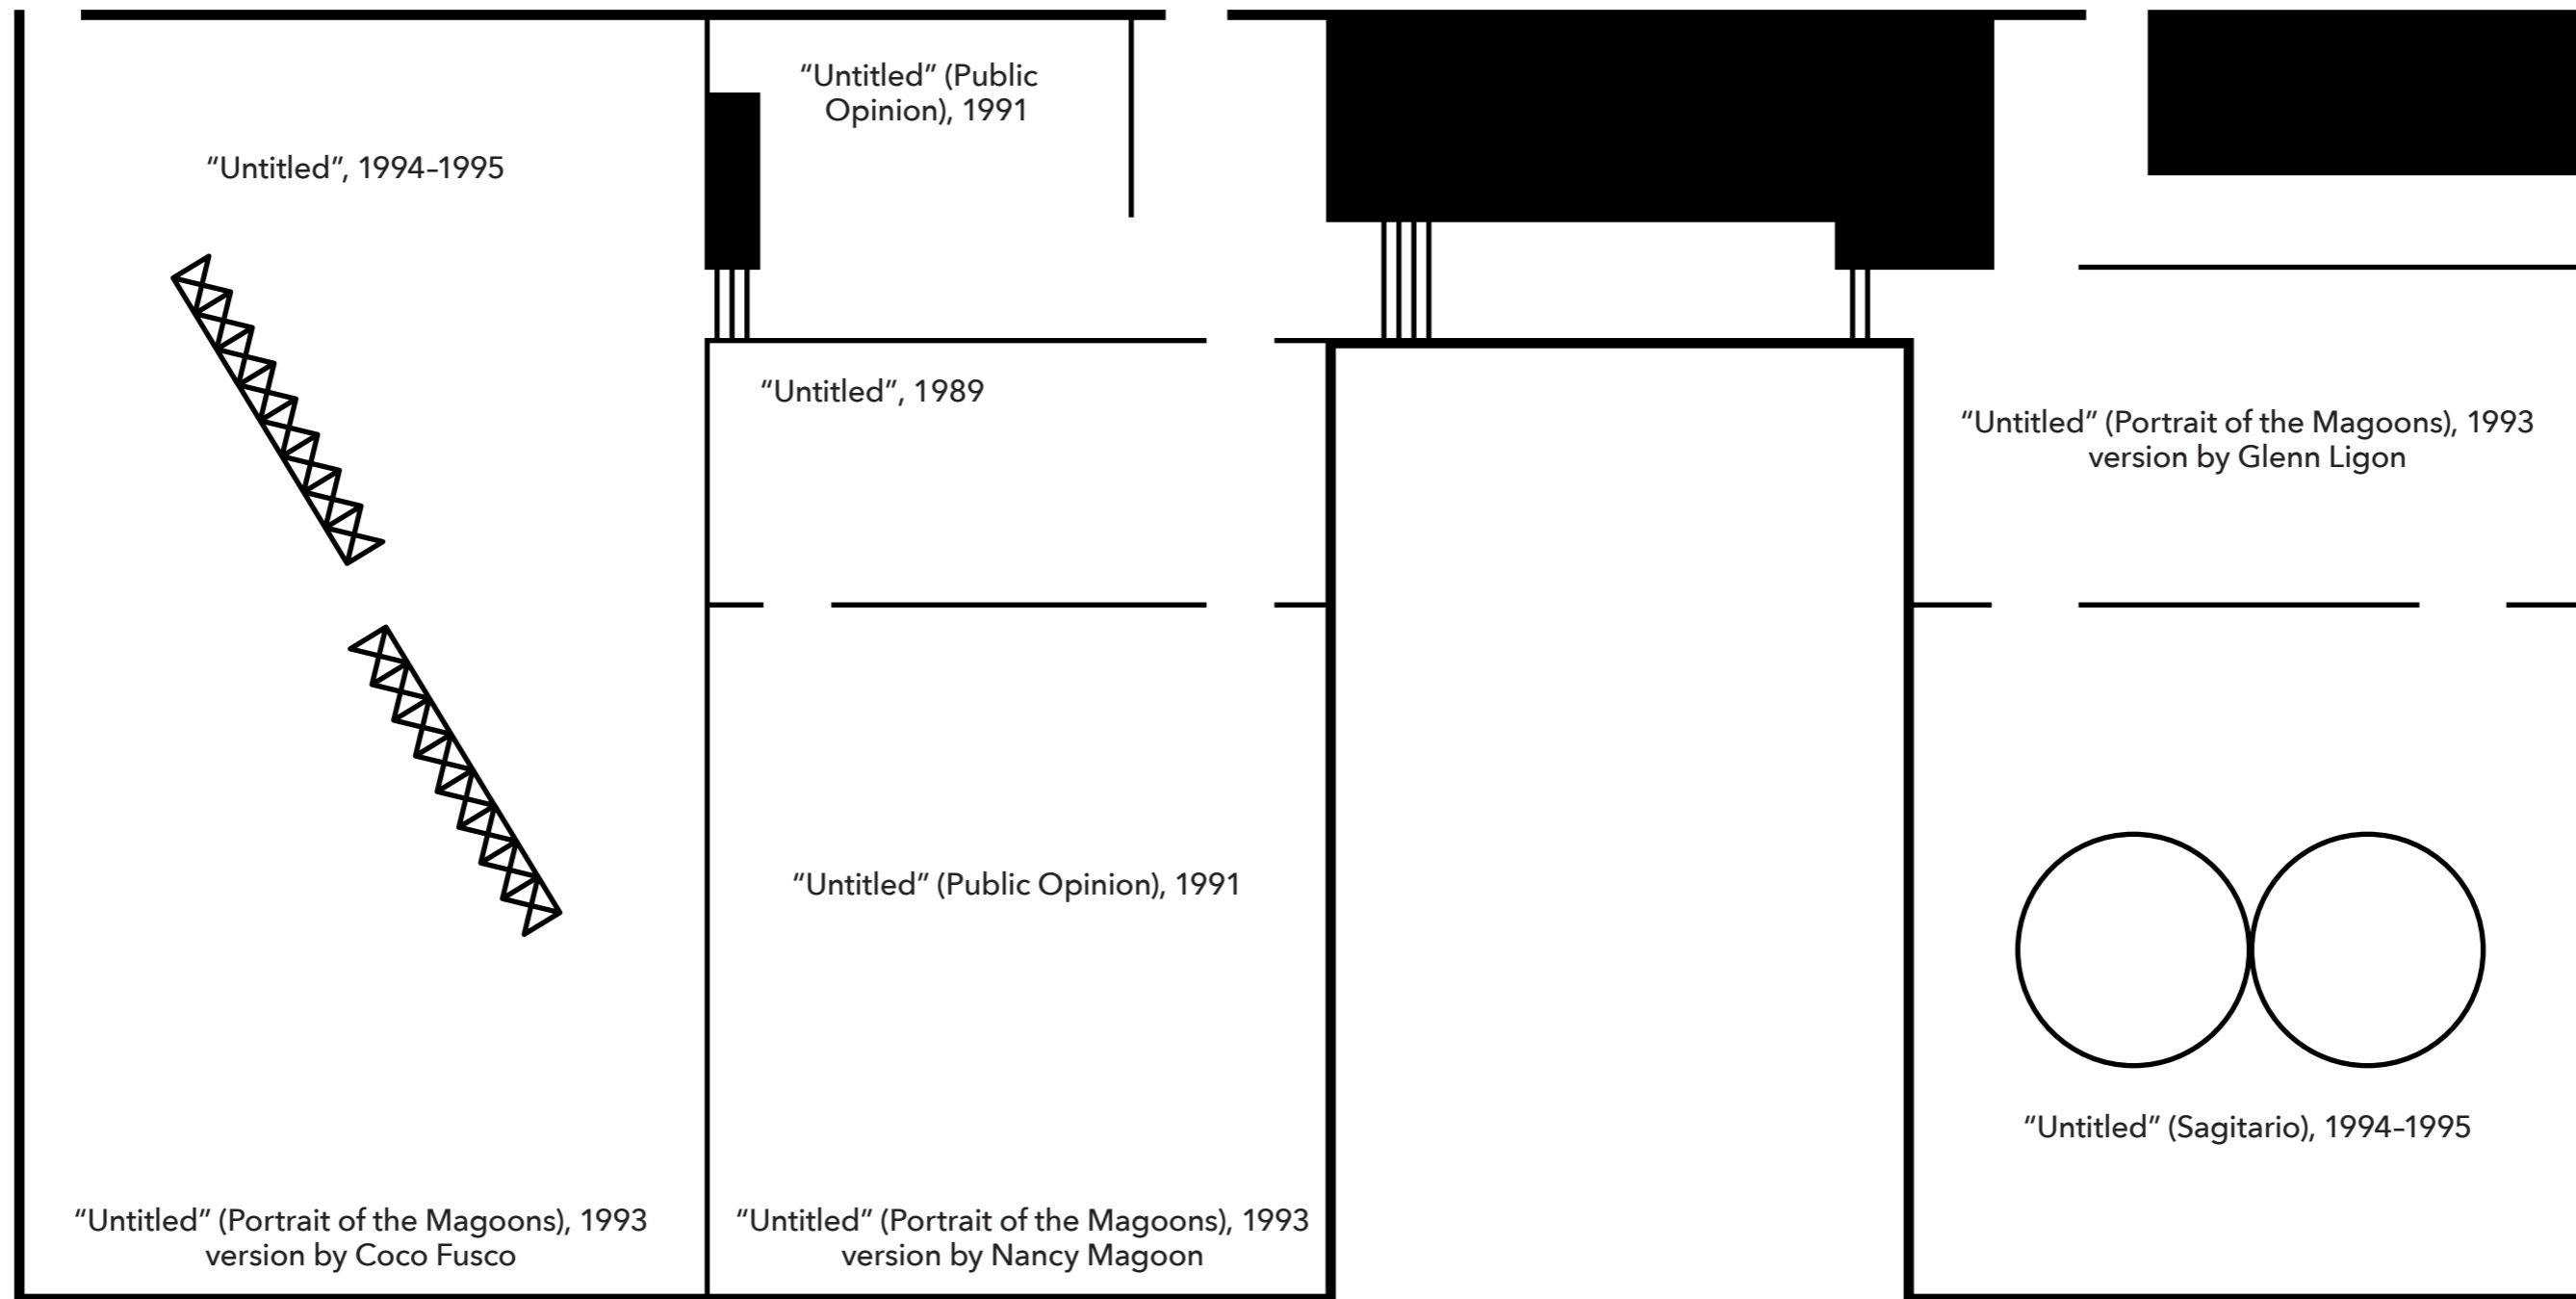 “Untitled” (Public
Opinion), 1991
“Untitled”, 1994–1995
“Untitled”, 1989
“Untitled” (Portrait of the Magoons), 1993
version by Glenn Ligon
“Untitled” (Public Opinion), 1991
“Untitled” (Sagitario), 1994–1995
“Untitled” (Portrait of the Magoons), 1993
version by Coco Fusco
“Untitled” (Portrait of the Magoons), 1993
version by Nancy Magoon